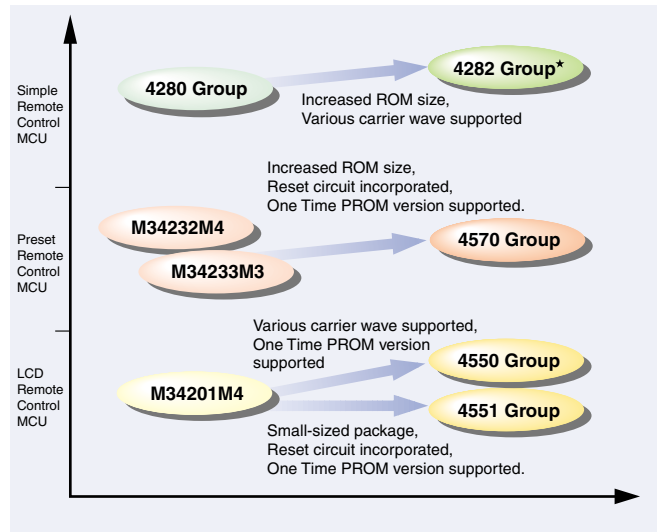 Simple
Remote
Control
MCU
4280 Group
4282 Group★
Increased ROM size,
Various carrier wave supported
Preset
Remote
Control
MCU
Increased ROM size,
Reset circuit incorporated,
One Time PROM version supported.
M34232M4
M34233M3
4570 Group
LCD
Remote
Control
MCU
Various carrier wave supported,
One Time PROM version
supported
M34201M4
4550 Group
4551 Group
Small-sized package,
Reset circuit incorporated,
One Time PROM version supported.